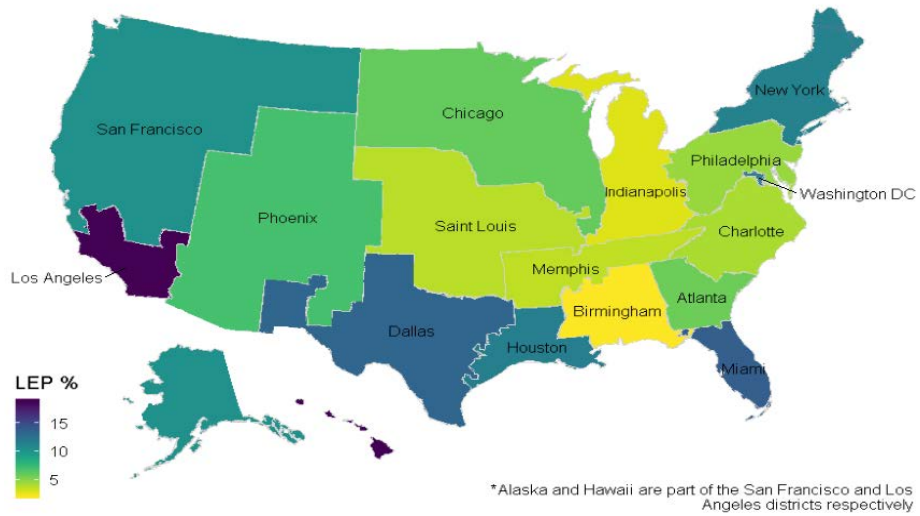 New York
San Francisco
Chicago
Philadelphia
Indianapolis
Washington DC
Phoenix
Saint Louis
Charlotte
Los Angeles
Memphis
Atlanta
Birmingham
Dallas
Houston
Miami
LEP %
15
10
5
*Alaska and Hawaii are part of the San Francisco and Los
Angeles districts respectively